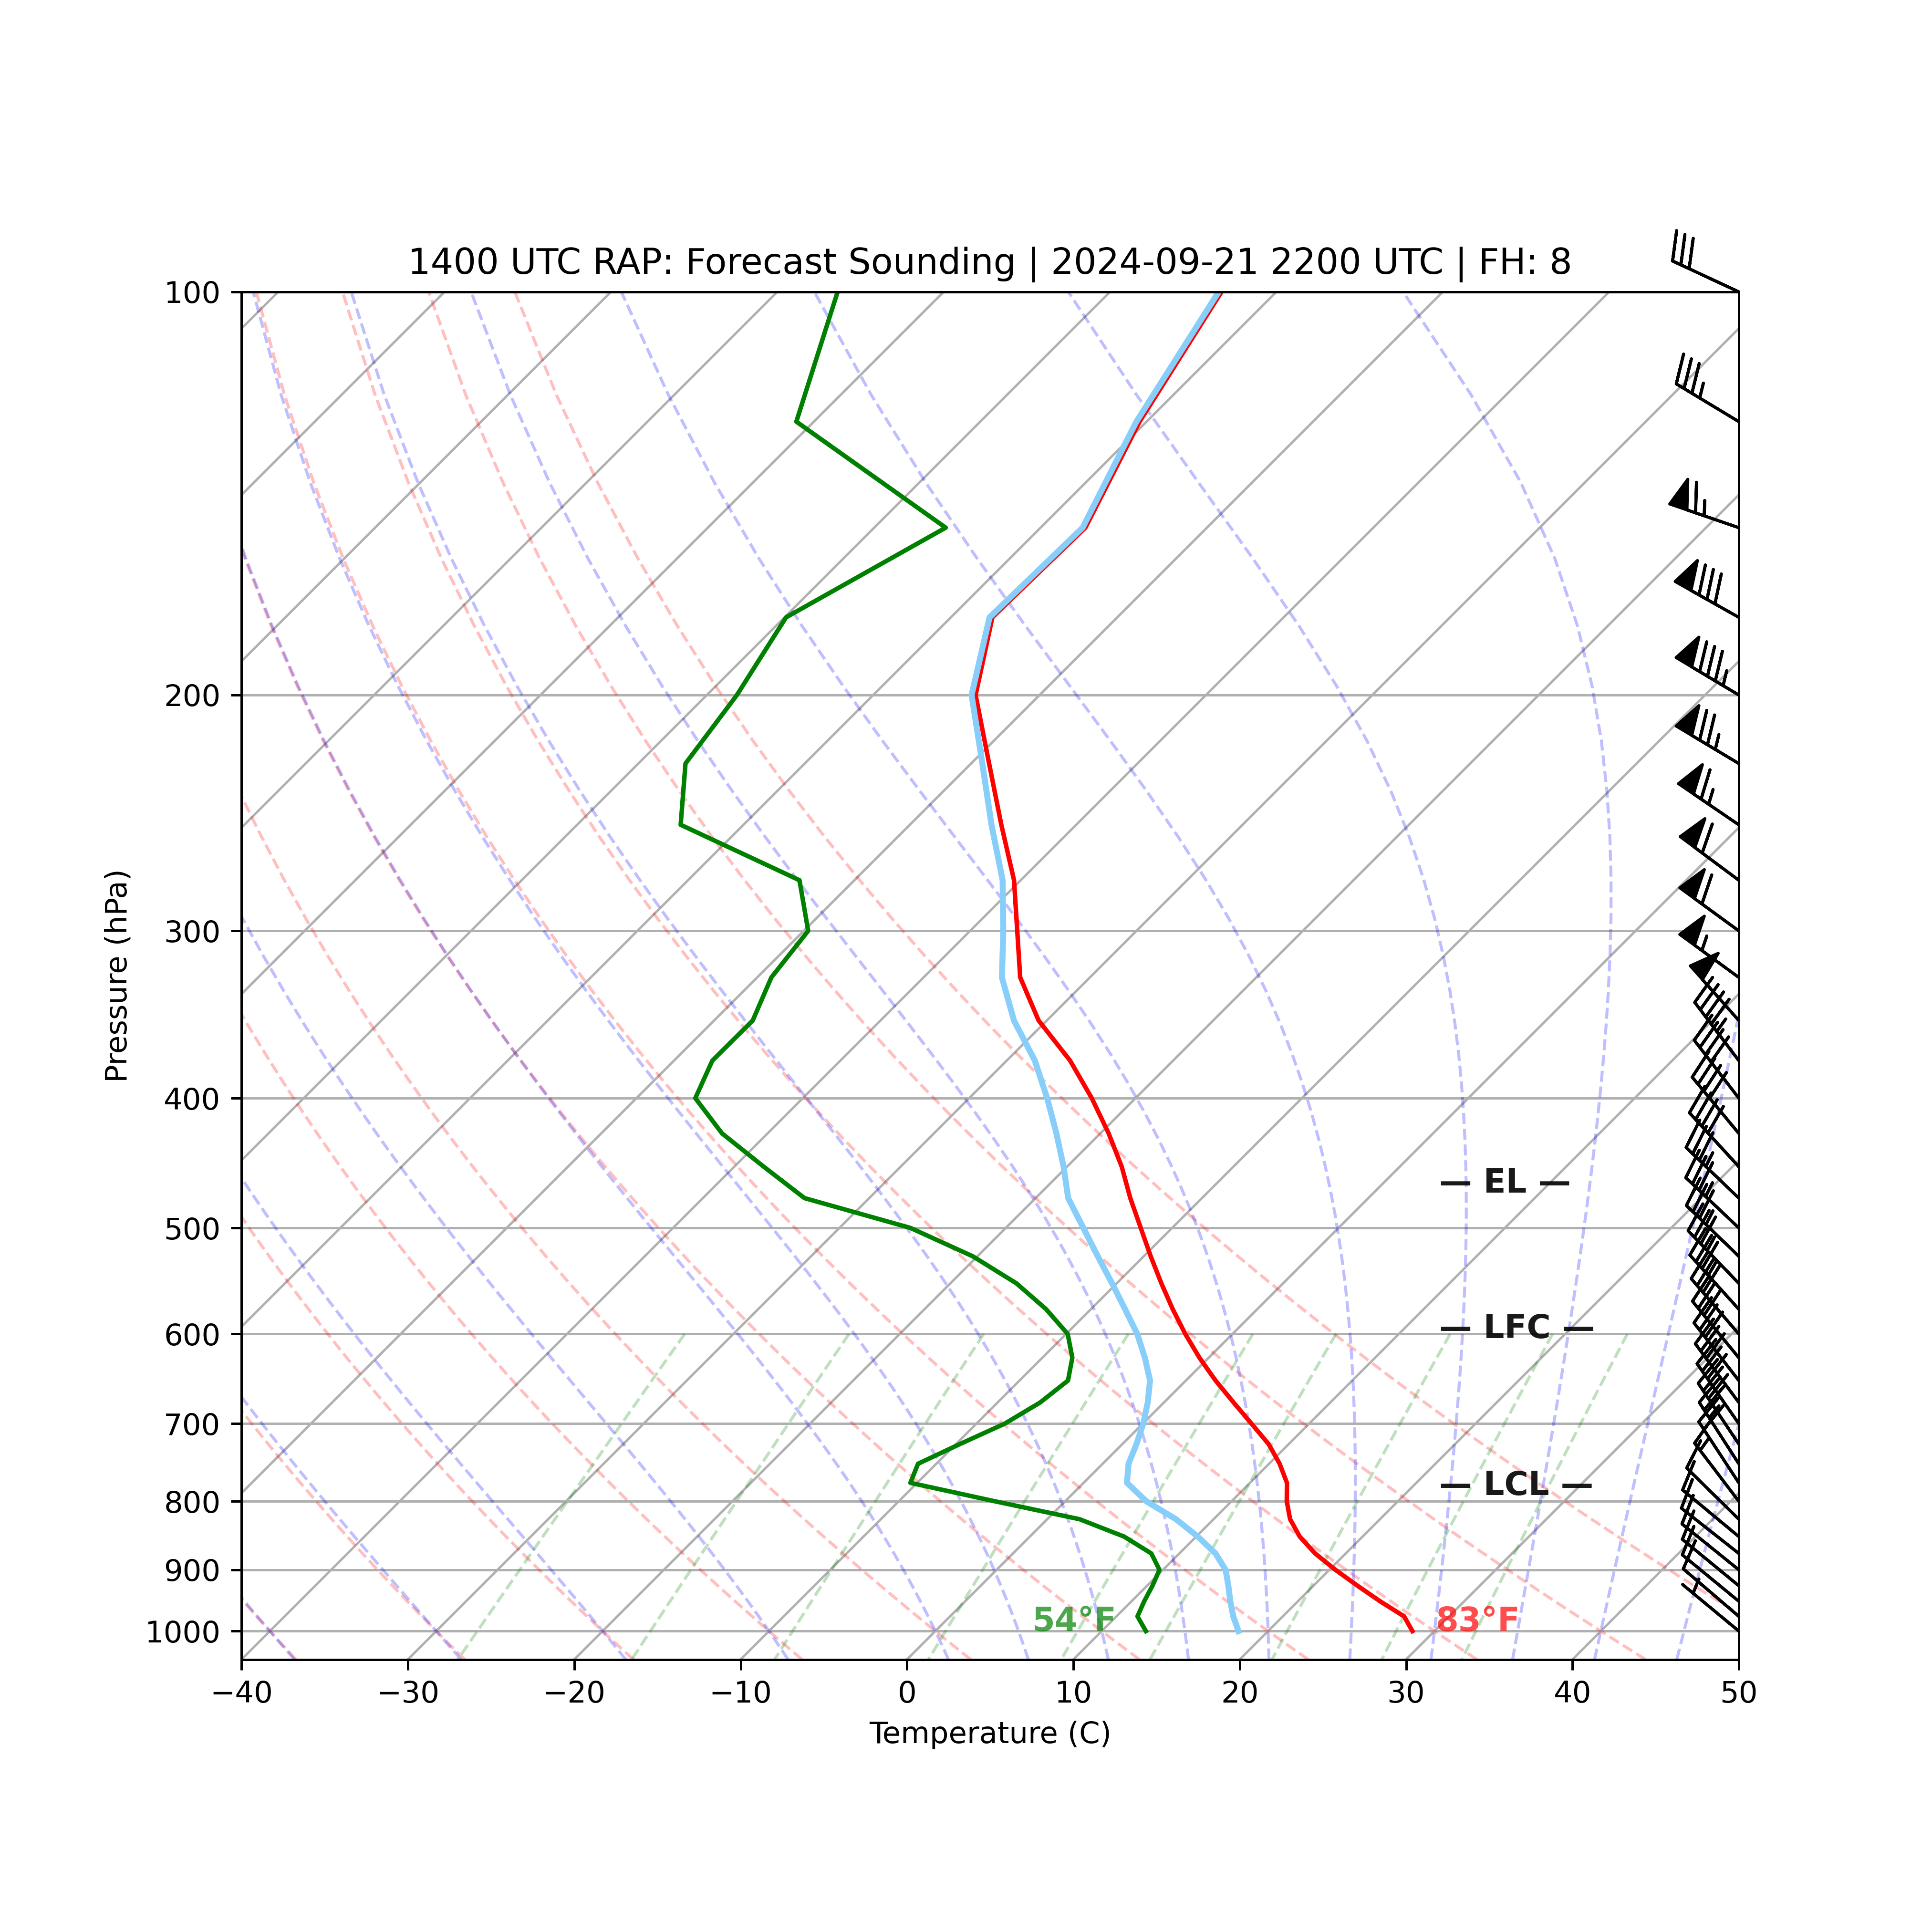 1400 UTC RAP: Forecast Sounding | 2024-09-21 2200 UTC | FH: 8
100
200
300
Pressure (hPa)
400
— EL —
500
— LFC —
600
700
— LCL —
800
900
54°F
83°F
1000
−40 −30 −20 −10 0 10 20 30 40 50
Temperature (C)